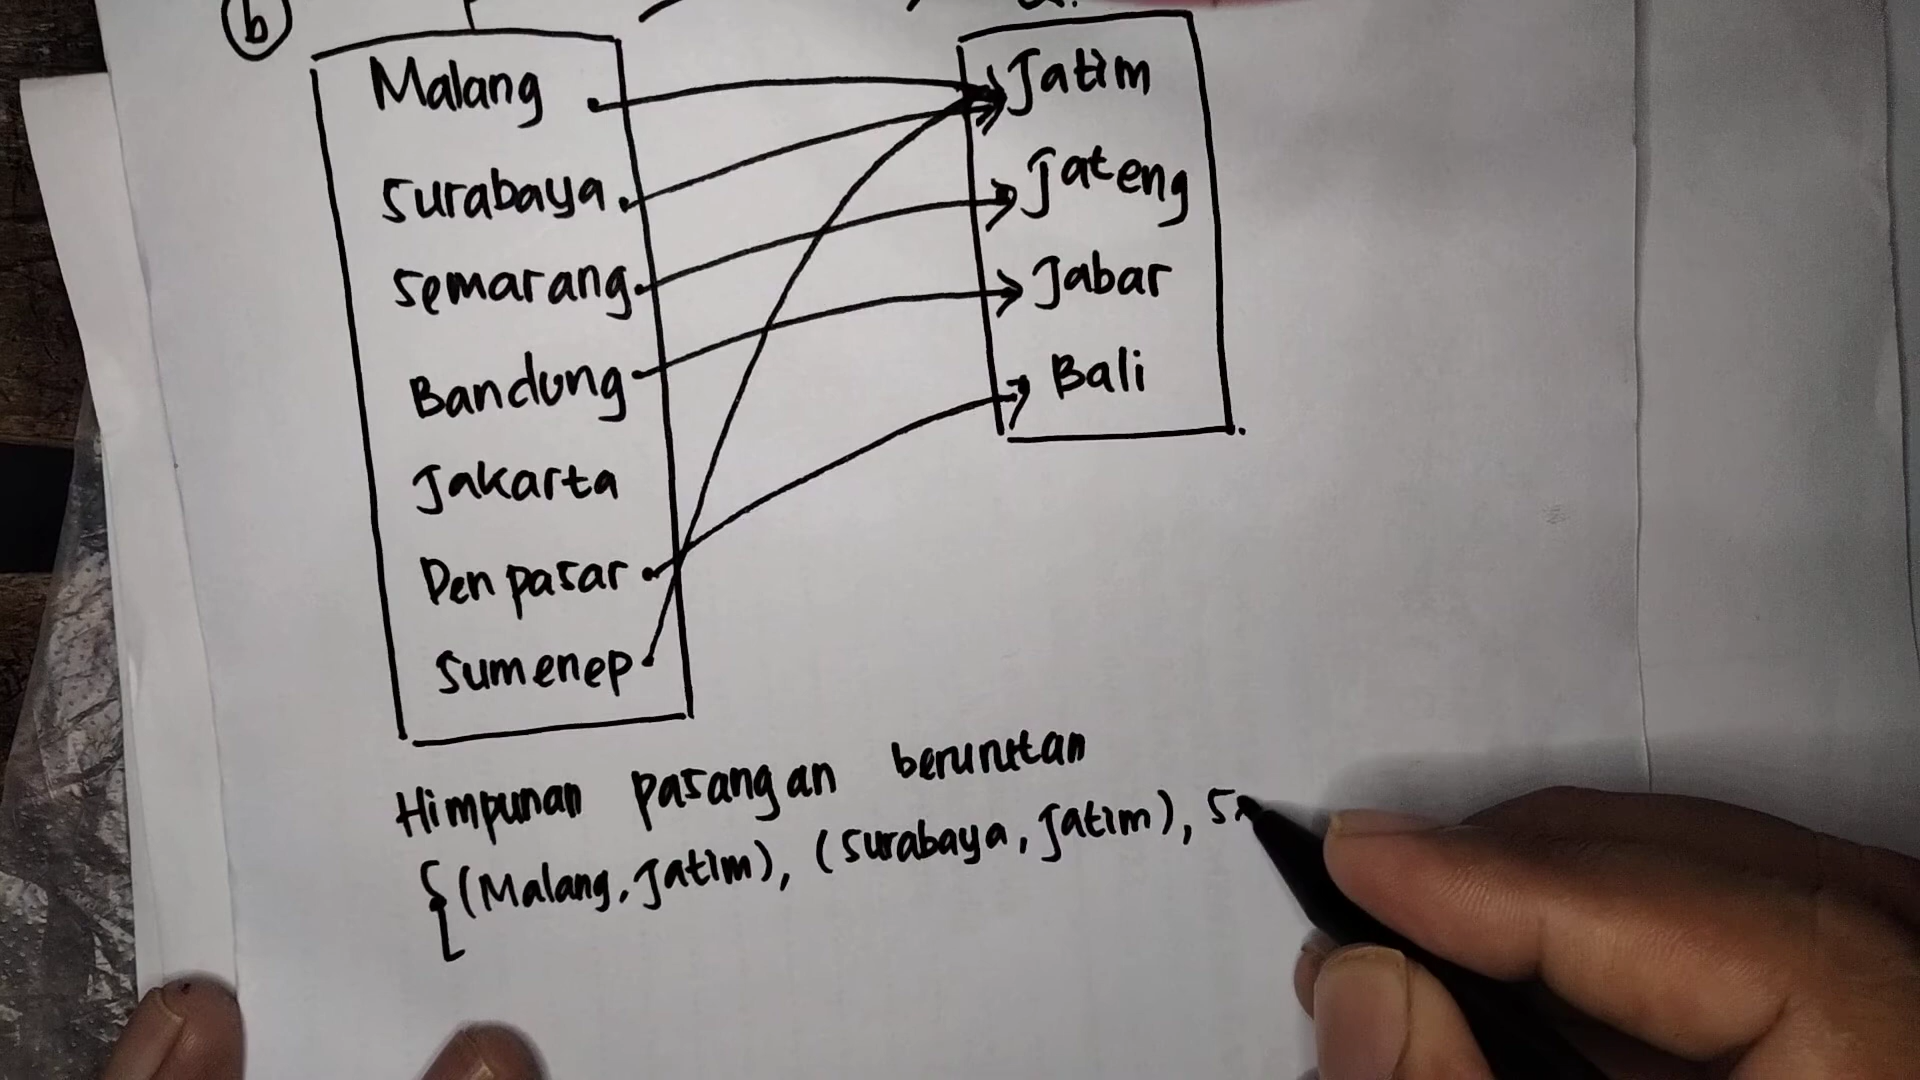 b
Malang
Surabaya
Semarang
Bandung
Jakarta
Denpasar
Sumenep
Jatim
Jateng
Jabar
Bali
Himpunan pasangan berurutan
{(Malang, Jatim), (Surabaya, Jatim),